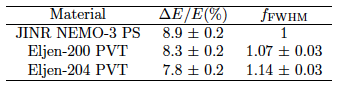 Material ΔE/E(%) f_FWHM
JINR NEMO-3 PS 8.9 ± 0.2 1
Eljen-200 PVT 8.3 ± 0.2 1.07 ± 0.03
Eljen-204 PVT 7.8 ± 0.2 1.14 ± 0.03